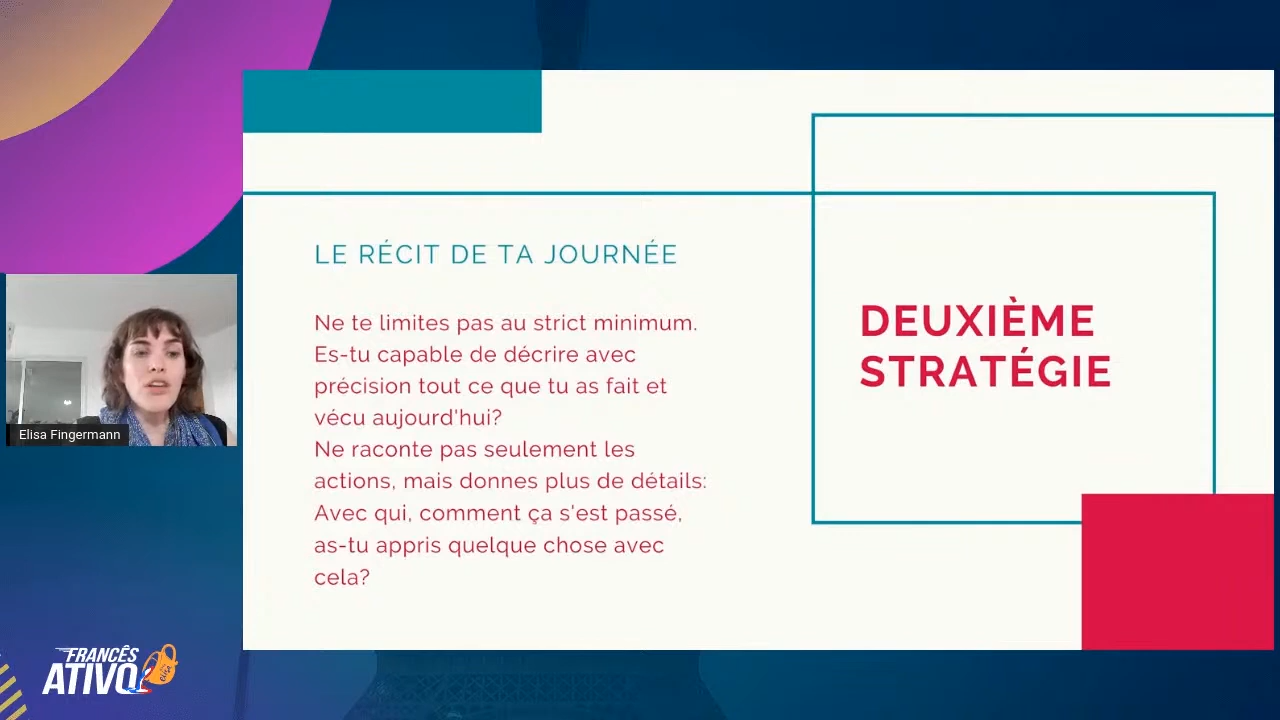 LE RÉCIT DE TA JOURNÉE
Ne te limites pas au strict minimum.
Es-tu capable de décrire avec
précision tout ce que tu as fait et
vécu aujourd'hui?
Ne raconte pas seulement les
actions, mais donnes plus de détails:
Avec qui, comment ça s'est passé,
as-tu appris quelque chose avec
cela?
DEUXIÈME
STRATÉGIE
Elisa Fingermann
FRANCÊS
ATIVO